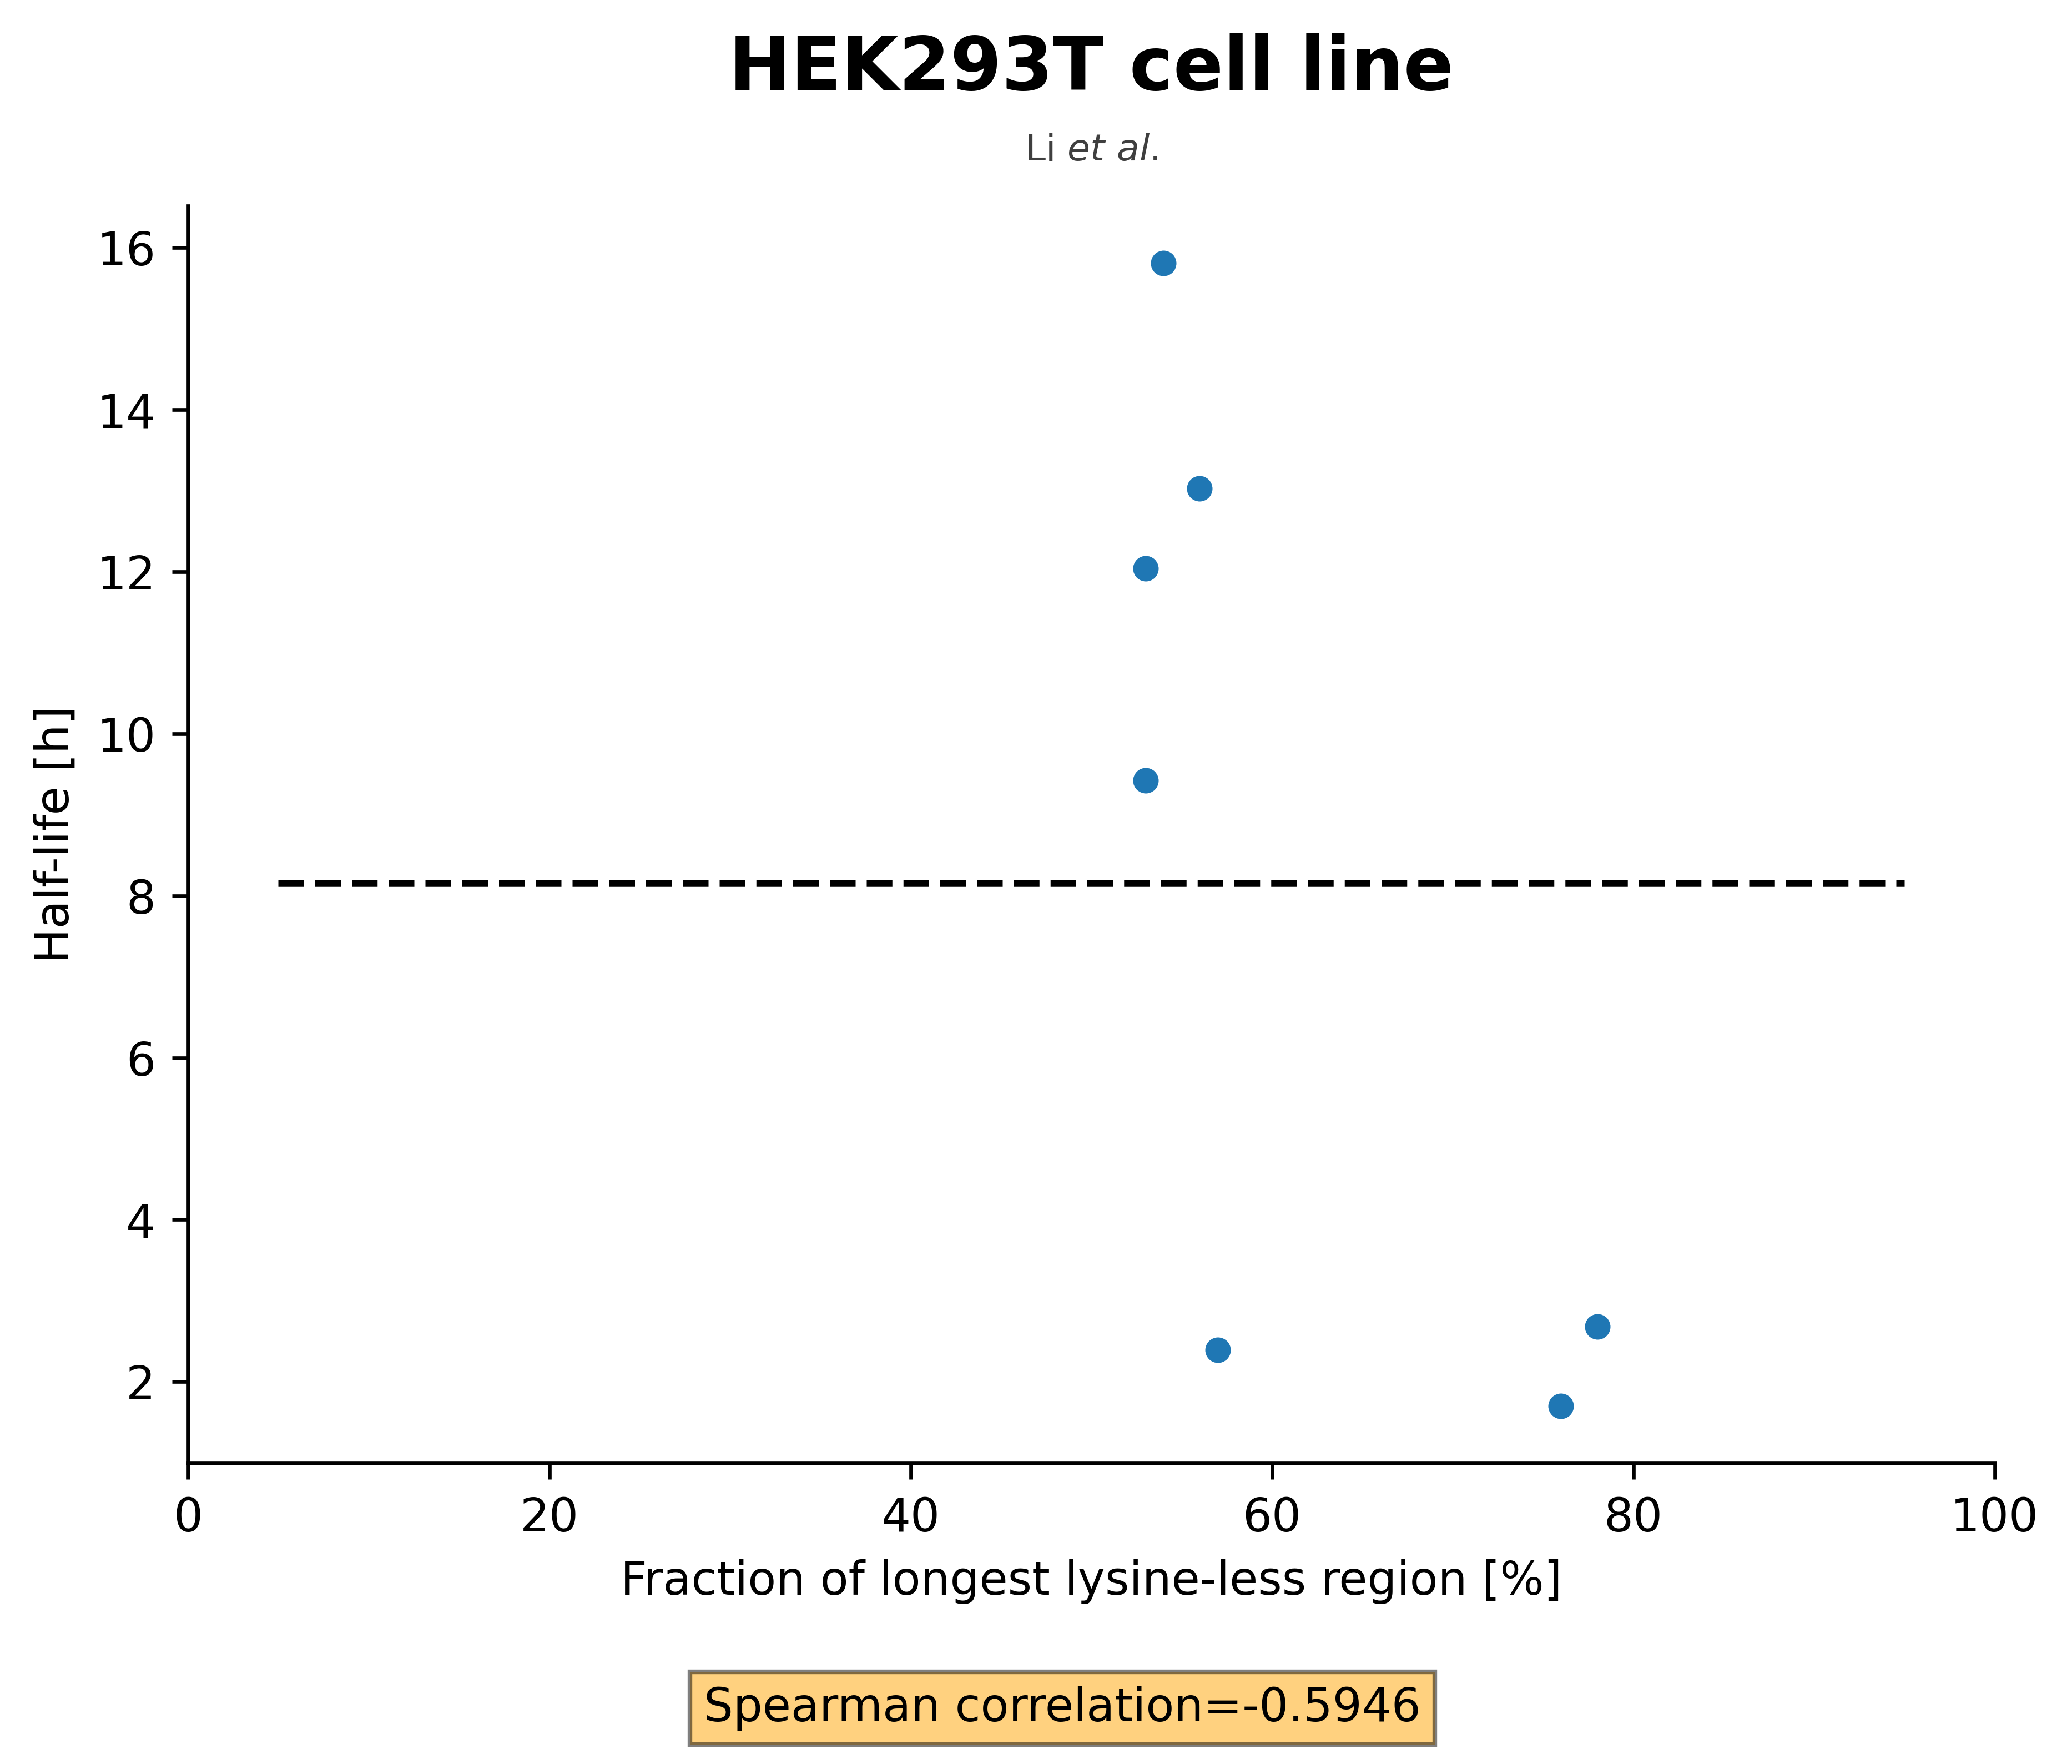 HEK293T cell line
Li et al.
16
14
12
10
8
6
4
2
Half-life [h]
0 20 40 60 80 100
Fraction of longest lysine-less region [%]
Spearman correlation=-0.5946